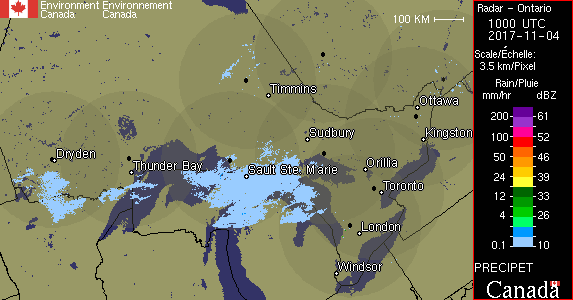 Environment Environnement
Canada Canada
100 KM
Timmins
Ottawa
Sudbury
Kingston
Dryden
Thunder Bay
Sault Ste. Marie
Orillia
Toronto
London
Windsor
Radar - Ontario
1000 UTC
2017-11-04
Scale/Échelle:
3.5 km/Pixel
Rain/Pluie
mm/hr dBZ
200 61
100 52
50 46
24 39
12 33
4 26
0.1 10
PRECIPET
Canada